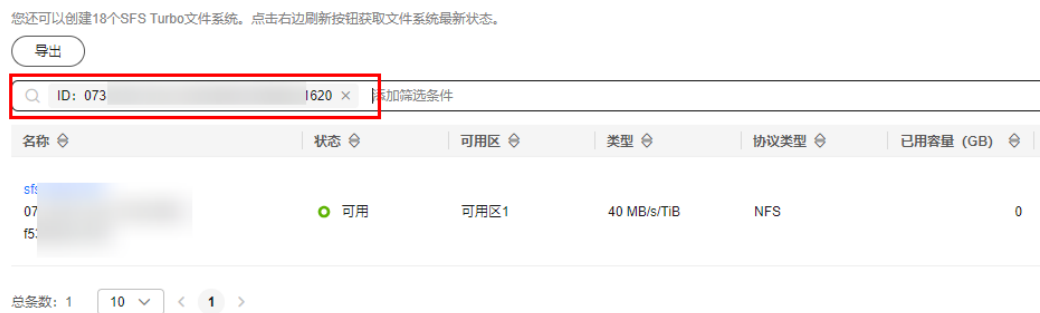 您还可以创建18个SFS Turbo文件系统。点击右边刷新按钮获取文件系统最新状态。
导出
ID: 073 1620 × 添加筛选条件
名称 状态 可用区 类型 协议类型 已用容量 (GB)
sfs
07 可用 可用区1 40 MB/s/TiB NFS 0
f5
总条数: 1 10 < 1 >